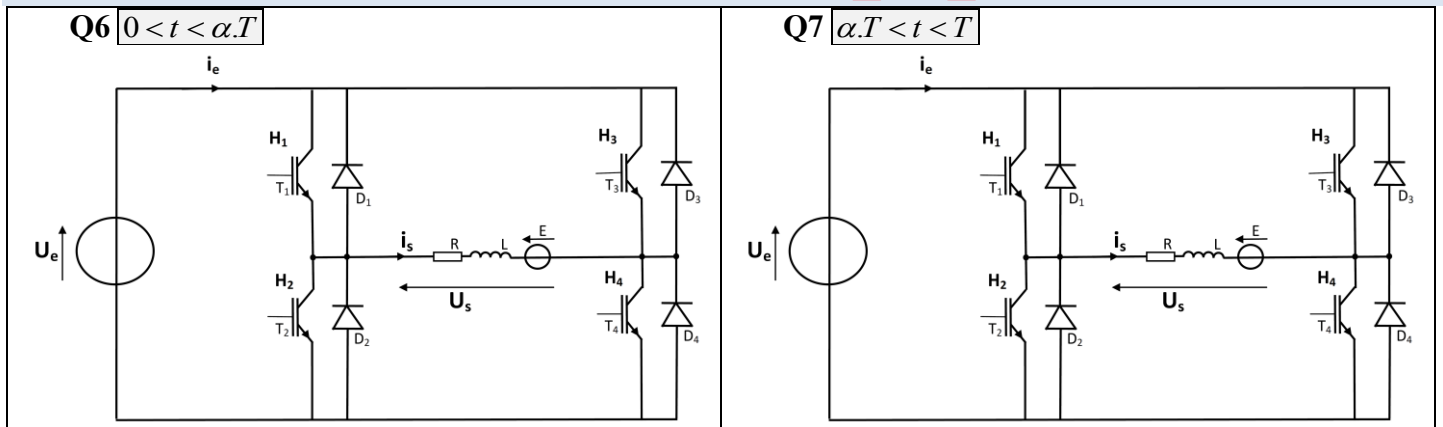 Q6 0 < t < α.T
i_e
H₁
T₁
D₁
H₃
T₃
D₃
U_e
i_s
R
L
E
U_s
H₂
T₂
D₂
H₄
T₄
D₄
Q7 α.T < t < T
i_e
H₁
T₁
D₁
H₃
T₃
D₃
U_e
i_s
R
L
E
U_s
H₂
T₂
D₂
H₄
T₄
D₄